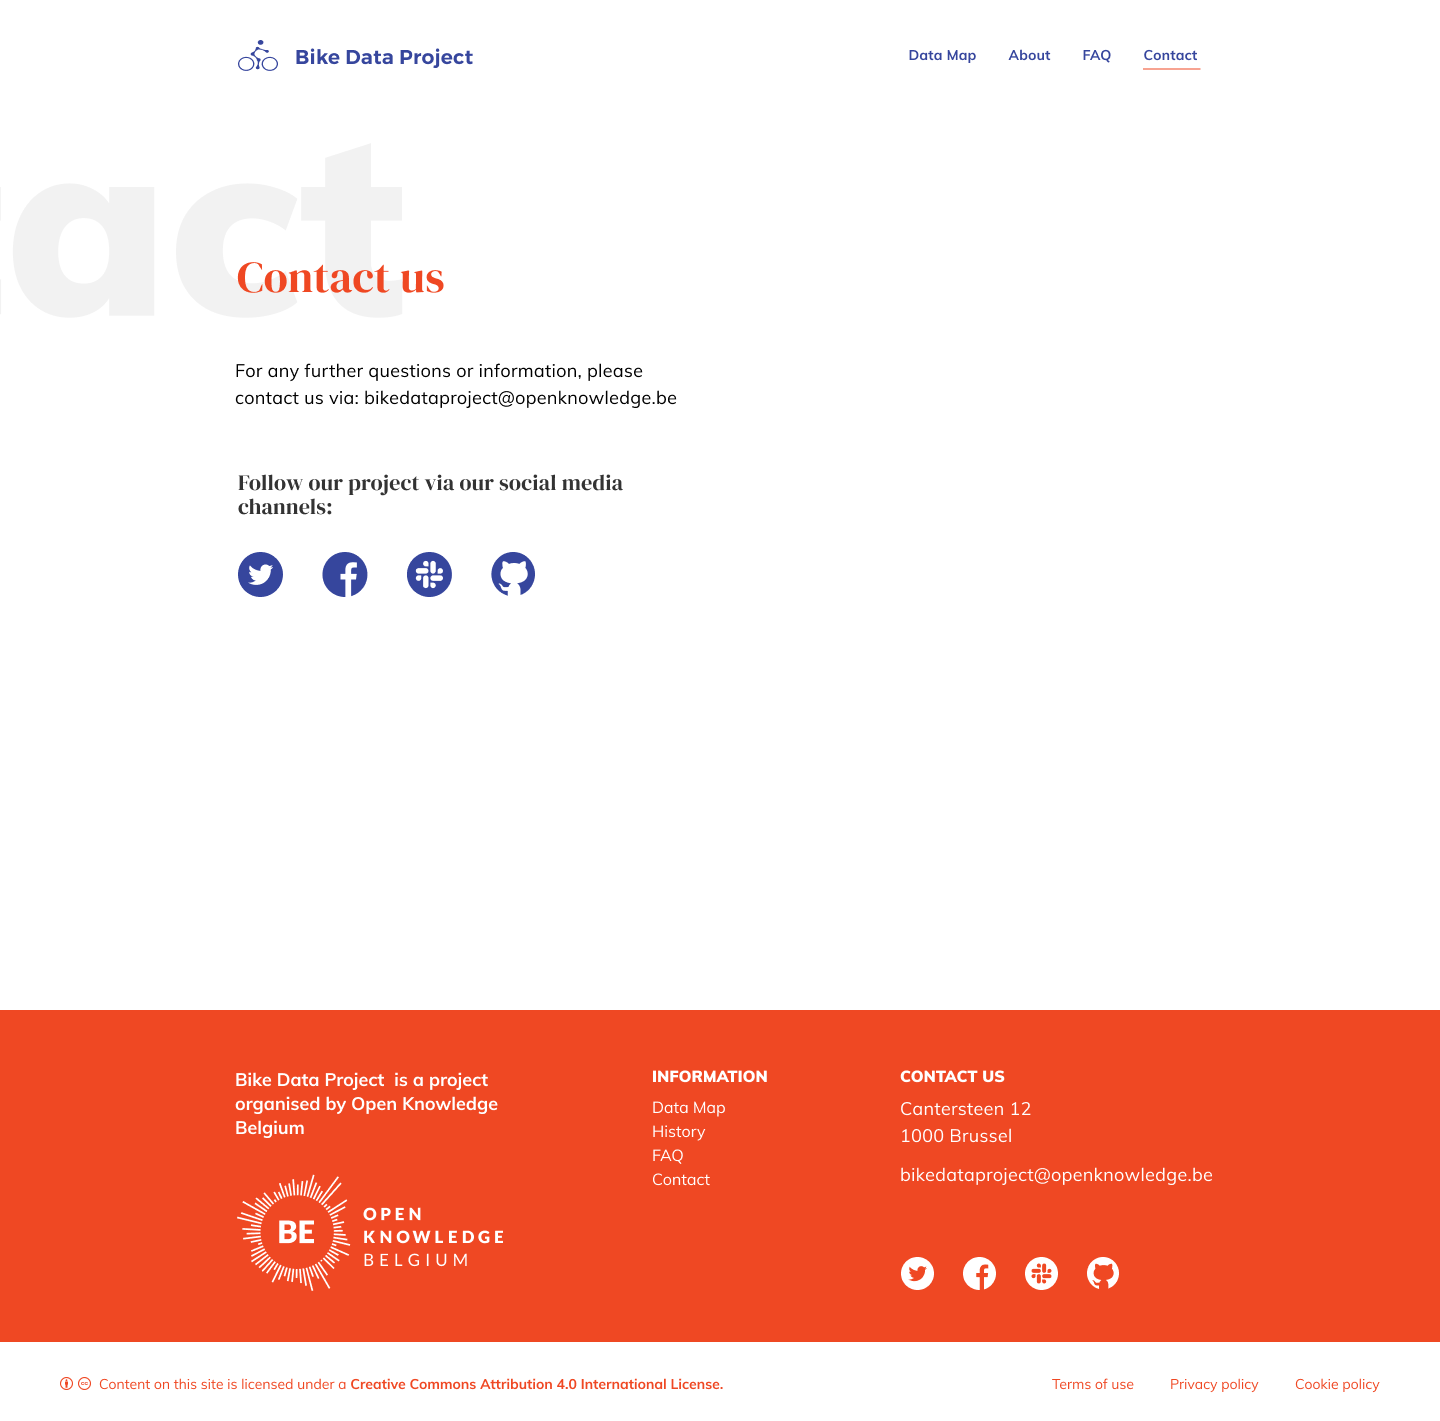 Bike Data Project
Data Map
About
FAQ
Contact
tact
Contact us
For any further questions or information, please
contact us via: bikedataproject@openknowledge.be
Follow our project via our social media
channels:
Bike Data Project  is a project
organised by Open Knowledge
Belgium
BE
OPEN
KNOWLEDGE
BELGIUM
INFORMATION
Data Map
History
FAQ
Contact
CONTACT US
Cantersteen 12
1000 Brussel
bikedataproject@openknowledge.be
Content on this site is licensed under a Creative Commons Attribution 4.0 International License.
Terms of use
Privacy policy
Cookie policy